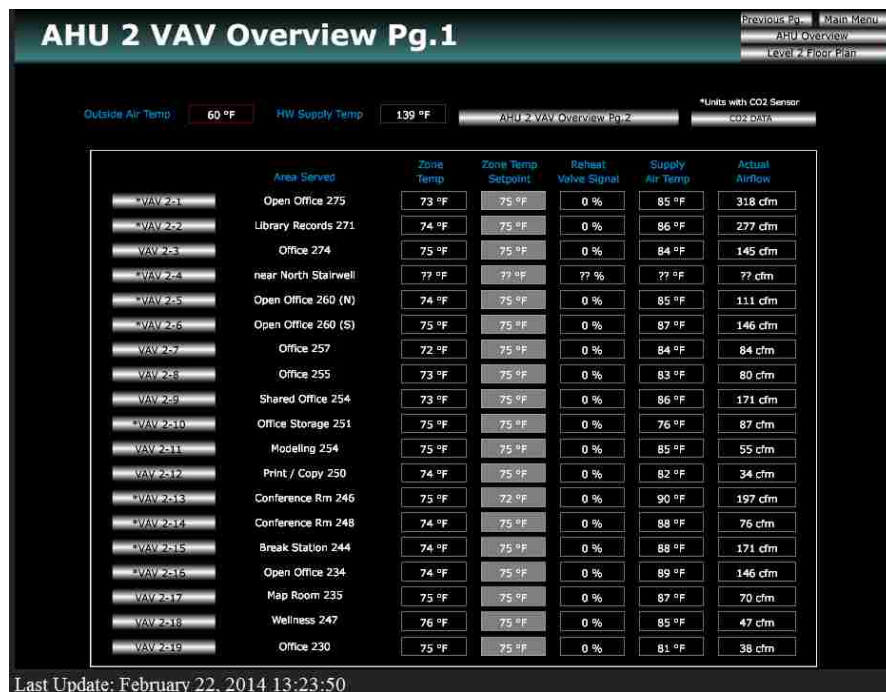 AHU 2 VAV Overview Pg.1
Previous Pg. Main Menu
AHU Overview
Level 2 Floor Plan
*Units with CO2 Sensor
Outside Air Temp 60 °F HW Supply Temp 139 °F AHU 2 VAV Overview Pg.2 CO2 DATA
Area Served Zone Temp Zone Temp Setpoint Reheat Valve Signal Supply Air Temp Actual Airflow
*VAV 2-1 Open Office 275 73 °F 75 °F 0 % 85 °F 318 cfm
*VAV 2-2 Library Records 271 74 °F 75 °F 0 % 86 °F 277 cfm
VAV 2-3 Office 274 75 °F 75 °F 0 % 84 °F 145 cfm
*VAV 2-4 near North Stairwell ?? °F ?? °F ?? % ?? °F ?? cfm
*VAV 2-5 Open Office 260 (N) 74 °F 75 °F 0 % 85 °F 111 cfm
*VAV 2-6 Open Office 260 (S) 75 °F 75 °F 0 % 87 °F 146 cfm
VAV 2-7 Office 257 72 °F 75 °F 0 % 84 °F 84 cfm
VAV 2-8 Office 255 73 °F 75 °F 0 % 83 °F 80 cfm
VAV 2-9 Shared Office 254 73 °F 75 °F 0 % 86 °F 171 cfm
*VAV 2-10 Office Storage 251 75 °F 75 °F 0 % 76 °F 87 cfm
VAV 2-11 Modeling 254 75 °F 75 °F 0 % 85 °F 55 cfm
VAV 2-12 Print / Copy 250 74 °F 75 °F 0 % 82 °F 34 cfm
*VAV 2-13 Conference Rm 246 75 °F 72 °F 0 % 90 °F 197 cfm
*VAV 2-14 Conference Rm 248 74 °F 75 °F 0 % 88 °F 76 cfm
*VAV 2-15 Break Station 244 74 °F 75 °F 0 % 88 °F 171 cfm
*VAV 2-16 Open Office 234 74 °F 75 °F 0 % 89 °F 146 cfm
VAV 2-17 Map Room 235 75 °F 75 °F 0 % 87 °F 70 cfm
VAV 2-18 Wellness 247 76 °F 75 °F 0 % 85 °F 47 cfm
VAV 2-19 Office 230 75 °F 75 °F 0 % 81 °F 38 cfm
Last Update: February 22, 2014 13:23:50